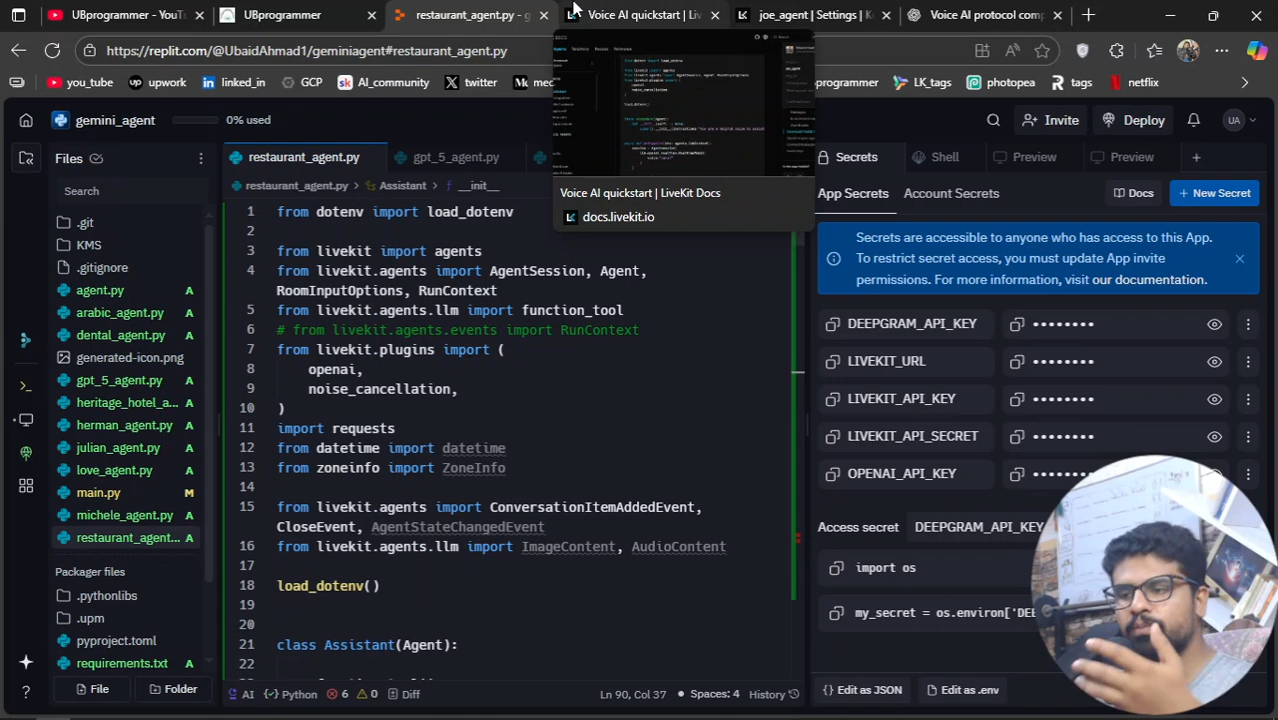 UBprogrammer - YouTub
UBprogrammer
restaurant_agent.py - g
Voice AI quickstart | Li
joe_agent | Settings | K
Voice AI protocol comp
https://replit.com/@UbaidAhmad1/geminiagent#restaurant_agent.py
youtube
linked_in
GCP
AI University
twitter
LK_tags
photopea
tags
netflix
gemini_agent
0% used
Invite
Deploy
UA
Voice AI quickstart | LiveKit Docs
docs.livekit.io
Files
Search
.git
KMS
.gitignore
agent.py A
arabic_agent.py A
dental_agent.py A
generated-icon.png
gpt_5_agent.py A
heritage_hotel_a... A
herman_agent.py A
julian_agent.py A
love_agent.py A
main.py M
michele_agent.py A
restaurant_agent... A
Packager files
.pythonlibs
.upm
pyproject.toml
requirements.txt A
File
Folder
restaurant_agent.py
gpt_5_agent.py
restaurant_agent.py > Assistant > __init__
1 from dotenv import load_dotenv
2
3 from livekit import agents
4 from livekit.agents import AgentSession, Agent,
RoomInputOptions, RunContext
5 from livekit.agents.llm import function_tool
6 # from livekit.agents.events import RunContext
7 from livekit.plugins import (
8 openai,
9 noise_cancellation,
10 )
11 import requests
12 from datetime import datetime
13 from zoneinfo import ZoneInfo
14
15 from livekit.agents import ConversationItemAddedEvent,
CloseEvent, AgentStateChangedEvent
16 from livekit.agents.llm import ImageContent, AudioContent
17
18 load_dotenv()
19
20
21 class Assistant(Agent):
22
AI
Python
6
0
Diff
Ln 90, Col 37
Spaces: 4
History
Secrets
Shell
Preview
Preview
App Secrets
Account Secrets
Docs
New Secret
Secrets are accessible to anyone who has access to this App.
To restrict secret access, you must update App invite
permissions. For more information, visit our documentation.
DEEPGRAM_API_KEY
LIVEKIT_URL
LIVEKIT_API_KEY
LIVEKIT_API_SECRET
OPENAI_API_KEY
Access secret DEEPGRAM_API_KEY
import os
my_secret = os.environ['DE
Edit as JSON
Edit as .env